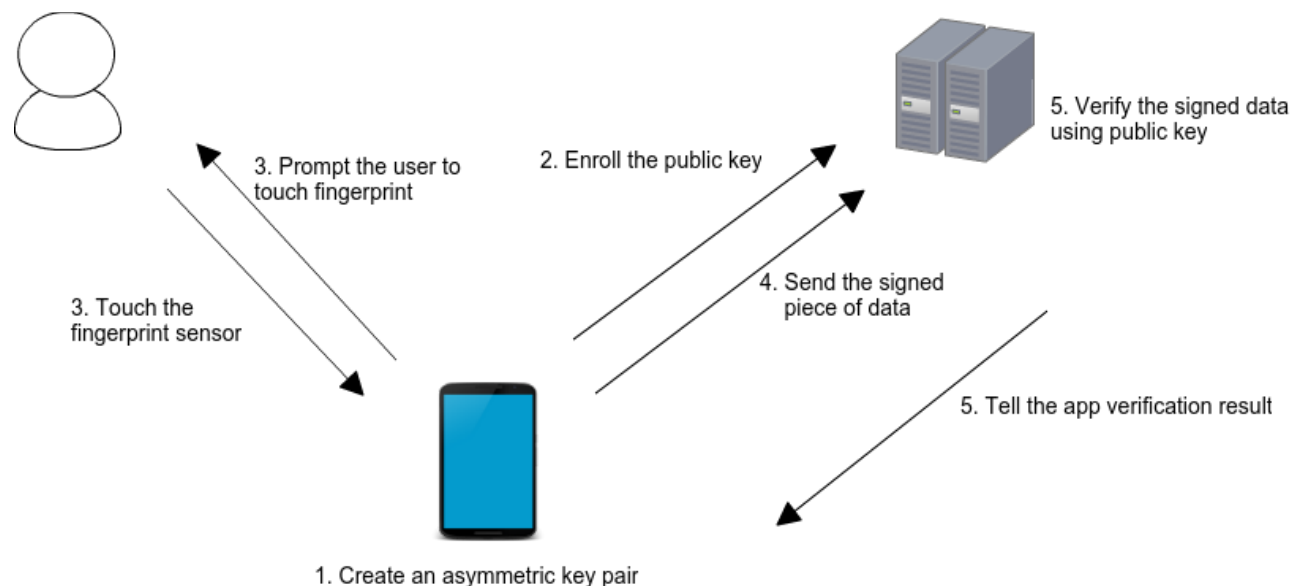 3. Prompt the user to
touch fingerprint
2. Enroll the public key
5. Verify the signed data
using public key
3. Touch the
fingerprint sensor
4. Send the signed
piece of data
5. Tell the app verification result
1. Create an asymmetric key pair